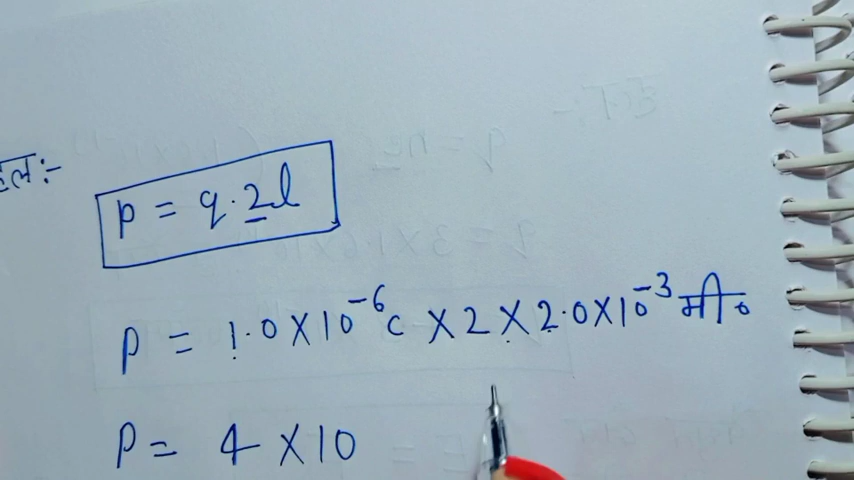 हल:-
p = q.2l
p = 1.0×10⁻⁶c × 2 × 2.0×10⁻³ मी०
p = 4 × 10